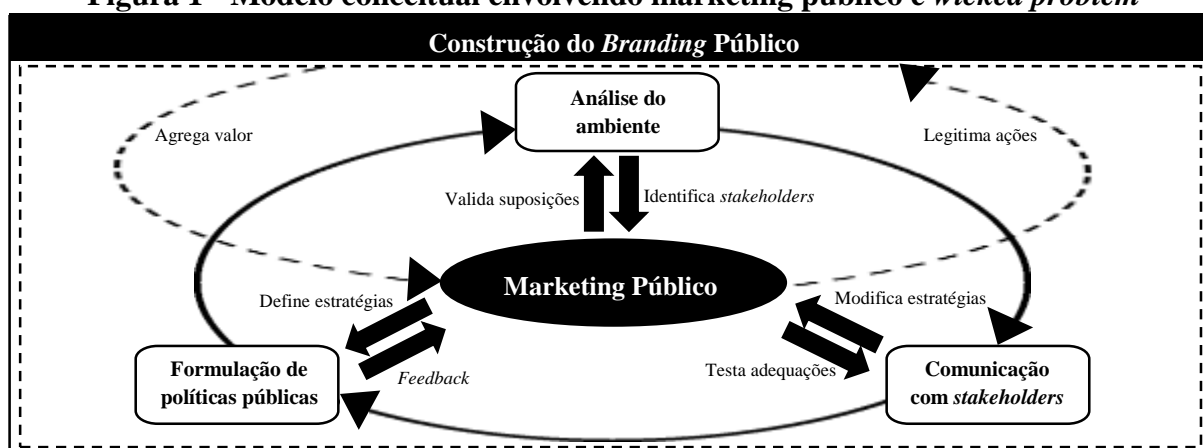 Figura 1 - Modelo conceitual envolvendo marketing público e wicked problem
Construção do Branding Público
Análise do
ambiente
Agrega valor
Legitima ações
Valida suposições
Identifica stakeholders
Marketing Público
Define estratégias
Modifica estratégias
Formulação de
políticas públicas
Feedback
Testa adequações
Comunicação
com stakeholders